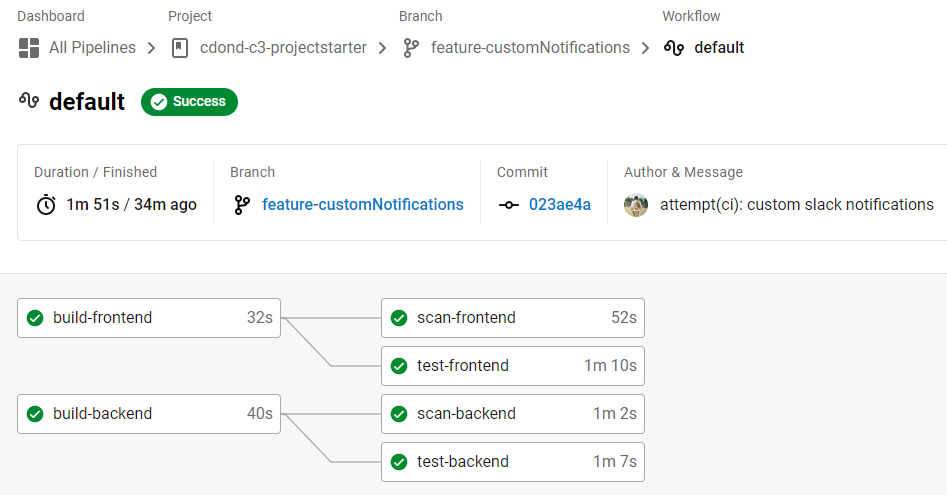 Dashboard Project Branch Workflow
All Pipelines cdond-c3-projectstarter feature-customNotifications default
default Success
Duration / Finished Branch Commit Author & Message
1m 51s / 34m ago feature-customNotifications 023ae4a attempt(ci): custom slack notifications
build-frontend 32s scan-frontend 52s
test-frontend 1m 10s
build-backend 40s scan-backend 1m 2s
test-backend 1m 7s